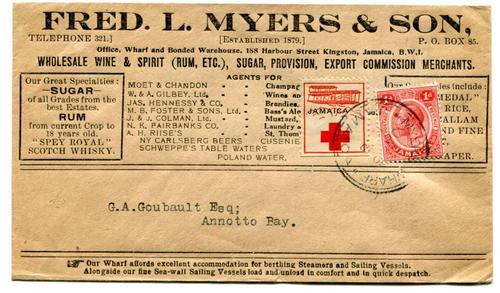 FRED. L. MYERS & SON,
TELEPHONE 321.] [ESTABLISHED 1879.] P. O. BOX 85.
Office, Wharf and Bonded Warehouse. 188 Harbour Street Kingston, Jamaica, B.W.I.
WHOLESALE WINE & SPIRIT (RUM, ETC.), SUGAR, PROVISION, EXPORT COMMISSION MERCHANTS.
AGENTS FOR
Our Great Specialties:
—SUGAR—
of all Grades from the
best Estates.
RUM
from current Crop to
18 years old.
"SPEY ROYAL"
SCOTCH WHISKY.
MOET & CHANDON — Champag
W. & A. GILBEY, Ltd. — Wines an
JAS, HENNESSY & CO. — Brandies,
M. B. FOSTER & SONS. Ltd. — Bass's Ale
J. & J. COLMAN, Ltd. — Mustard,
N. K. FAIRBANKS CO. — Laundry
A. H. RIISE'S — St. Thom
NY CARLSBERG BEERS CUSENIE
SCHWEPPE'S TABLE WATERS
POLAND WATER.
JAMAICA
include:
MEDAL"
RICE,
TALLAM
ND FINE
APER.
G.A.Goubault Esq;
Annotto Bay.
Our Wharf affords excellent accommodation for berthing Steamers and Sailing Vessels.
Alongside our fine Sea-wall Sailing Vessels load and unload in comfort and in quick despatch.